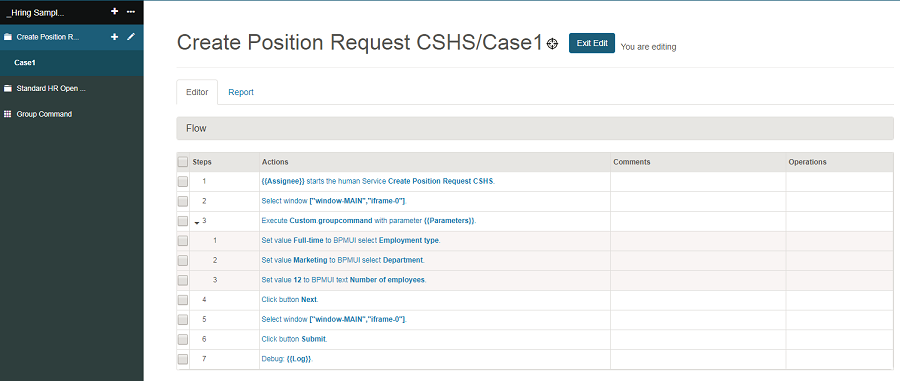 _Hring Sampl...
Create Position R...
Case1
Standard HR Open ...
Group Command
Create Position Request CSHS/Case1
Exit Edit
You are editing
Editor
Report
Flow
Steps Actions Comments Operations
1 {{Assignee}} starts the human Service Create Position Request CSHS.
2 Select window ["window-MAIN","iframe-0"].
3 Execute Custom groupcommand with parameter {{Parameters}}.
1 Set value Full-time to BPMUI select Employment type.
2 Set value Marketing to BPMUI select Department.
3 Set value 12 to BPMUI text Number of employees.
4 Click button Next.
5 Select window ["window-MAIN","iframe-0"].
6 Click button Submit.
7 Debug: {{Log}}.